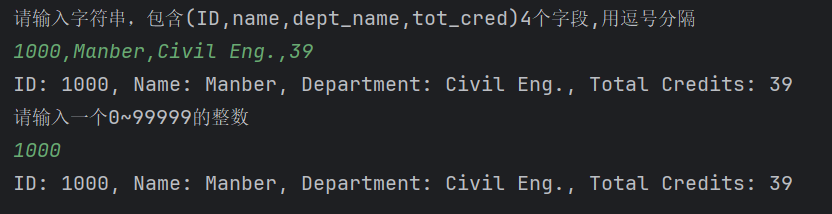 请输入字符串，包含(ID,name,dept_name,tot_cred)4个字段,用逗号分隔
1000,Manber,Civil Eng.,39
ID: 1000, Name: Manber, Department: Civil Eng., Total Credits: 39
请输入一个0~99999的整数
1000
ID: 1000, Name: Manber, Department: Civil Eng., Total Credits: 39